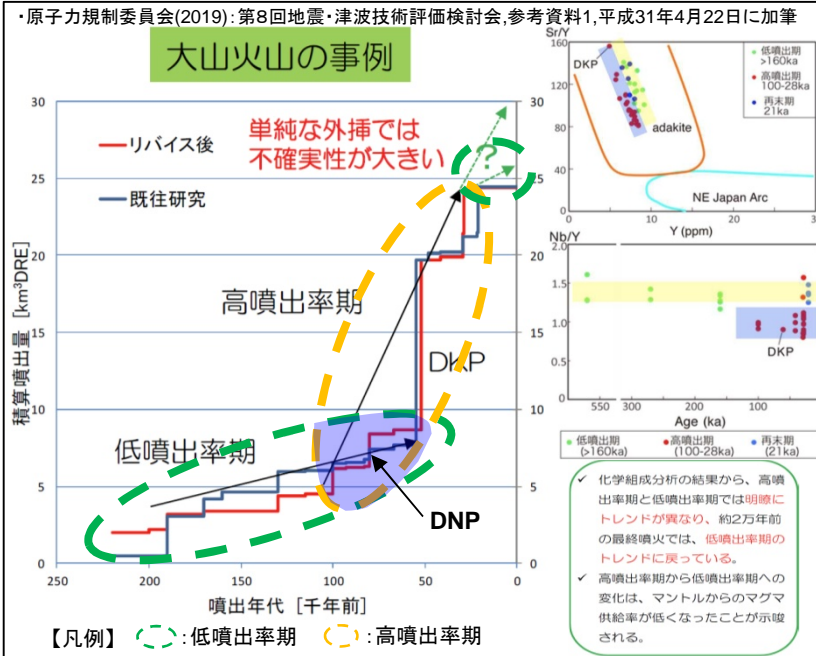 ・原子力規制委員会(2019):第8回地震・津波技術評価検討会,参考資料1,平成31年4月22日に加筆
大山火山の事例
30
25
20
15
10
5
0
積算噴出量 [km³DRE]
リバイス後
既往研究
単純な外挿では
不確実性が大きい
?
高噴出率期
DKP
低噴出率期
DNP
30
25
20
15
10
5
0
250
200
150
100
50
0
噴出年代 [千年前]
【凡例】 :低噴出率期 :高噴出率期
Sr/Y
160
120
80
40
0
DKP
低噴出期
>160ka
高噴出期
100-28ka
再末期
21ka
adakite
NE Japan Arc
0
10
20
30
Y (ppm)
Nb/Y
2.0
1.5
1.0
0.5
0
DKP
550
300
200
100
Age (ka)
低噴出期
(>160ka)
高噴出期
(100-28ka)
再末期
(21ka)
✓ 化学組成分析の結果から、高噴
出率期と低噴出率期では明瞭に
トレンドが異なり、約2万年前
の最終噴火では、低噴出率期の
トレンドに戻っている。
✓ 高噴出率期から低噴出率期への
変化は、マントルからのマグマ
供給率が低くなったことが示唆
される。